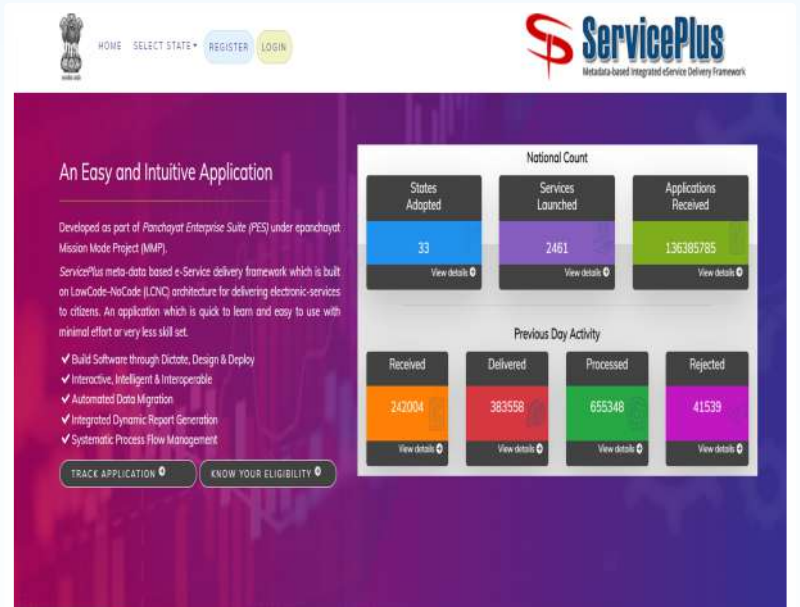 HOME SELECT STATE REGISTER LOGIN
ServicePlus
Metadata-based Integrated eService Delivery Framework
An Easy and Intuitive Application
Developed as part of Panchayat Enterprise Suite (PES) under epanchayat
Mission Mode Project (MMP).
ServicePlus meta-data based e-Service delivery framework which is built
on LowCode-NoCode (LCNC) architecture for delivering electronic-services
to citizens. An application which is quick to learn and easy to use with
minimal effort or very less skill set.
Build Software through Dictate, Design & Deploy
Interactive, Intelligent & Interoperable
Automated Data Migration
Integrated Dynamic Report Generation
Systematic Process Flow Management
TRACK APPLICATION
KNOW YOUR ELIGIBILITY
National Count
States
Adopted
33
View details
Services
Launched
2461
View details
Applications
Received
136385785
View details
Previous Day Activity
Received
242004
View details
Delivered
383558
View details
Processed
655348
View details
Rejected
41539
View details